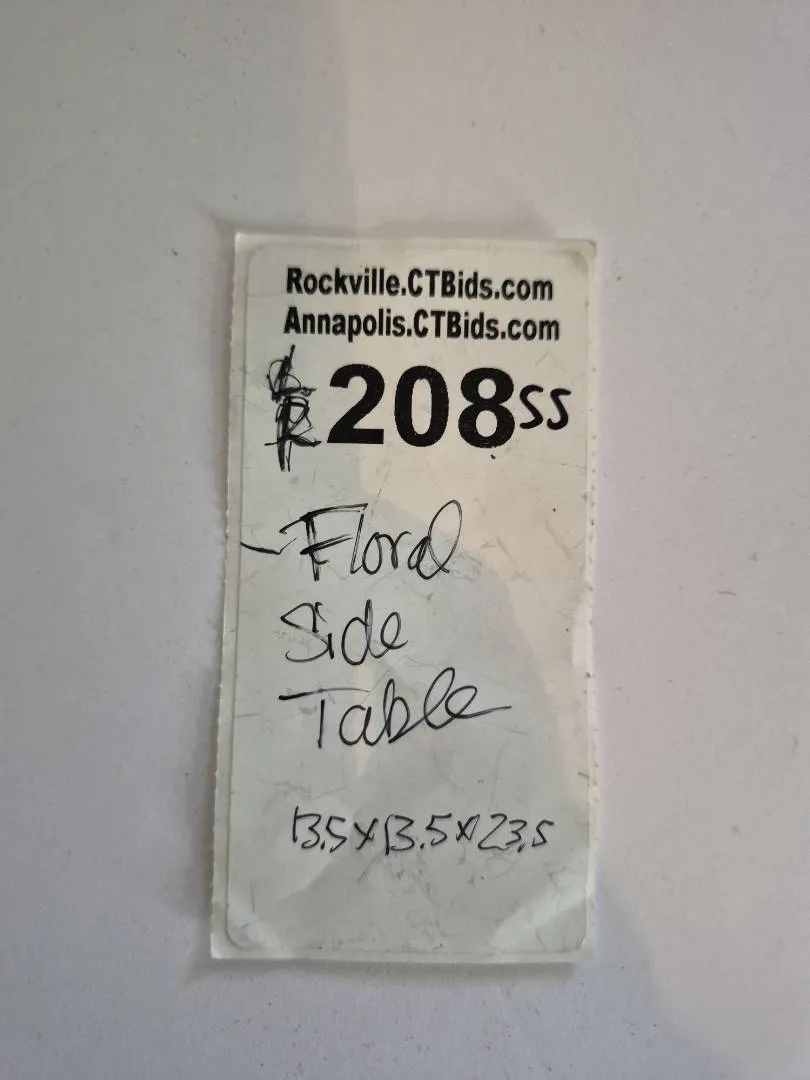 Rockville.CTBids.com
Annapolis.CTBids.com
208SS
Floral
Side
Table
13.5x13.5x23.5